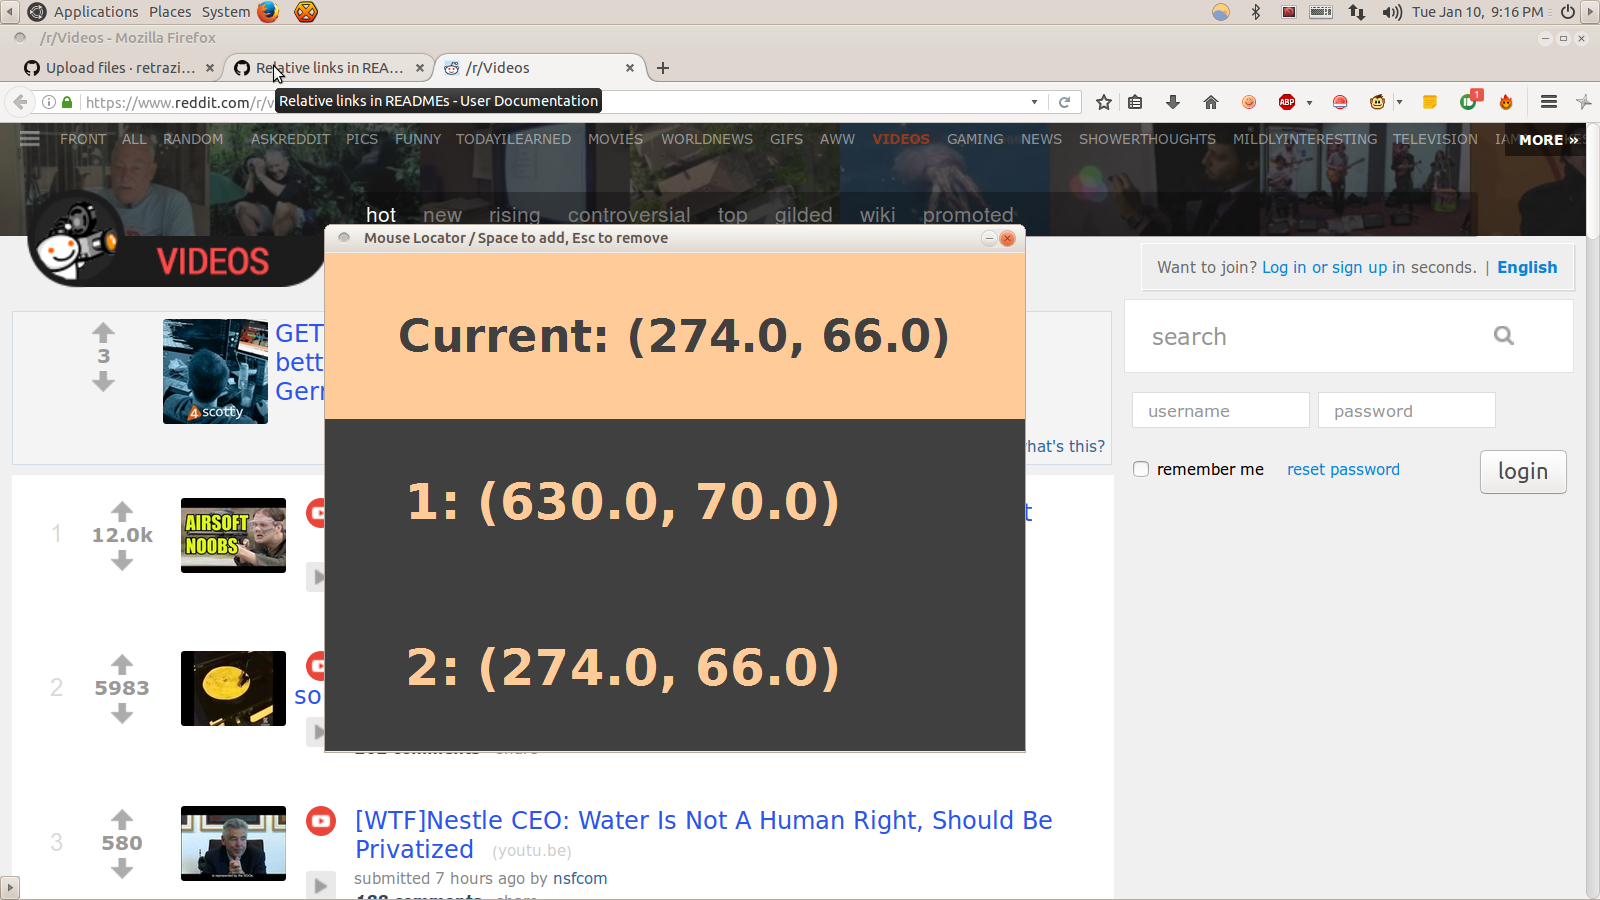 Applications Places System Tue Jan 10, 9:16 PM
/r/Videos - Mozilla Firefox
Upload files · retrazi... Relative links in REA... /r/Videos
https://www.reddit.com/r/v
Relative links in READMEs - User Documentation
ABP 1
FRONT ALL RANDOM ASKREDDIT PICS FUNNY TODAYILEARNED MOVIES WORLDNEWS GIFS AWW VIDEOS GAMING NEWS SHOWERTHOUGHTS MILDLYINTERESTING TELEVISION MORE »
hot new rising controversial top gilded wiki promoted
VIDEOS
Mouse Locator / Space to add, Esc to remove
Current: (274.0, 66.0)
1: (630.0, 70.0)
2: (274.0, 66.0)
Want to join? Log in or sign up in seconds. | English
search
username password
remember me reset password login
3
GET
bett
Ger
4 scotty
hat's this?
1
12.0k
AIRSOFT
NOOBS
t
2
5983
so
3
580
[WTF]Nestle CEO: Water Is Not A Human Right, Should Be
Privatized (youtu.be)
submitted 7 hours ago by nsfcom